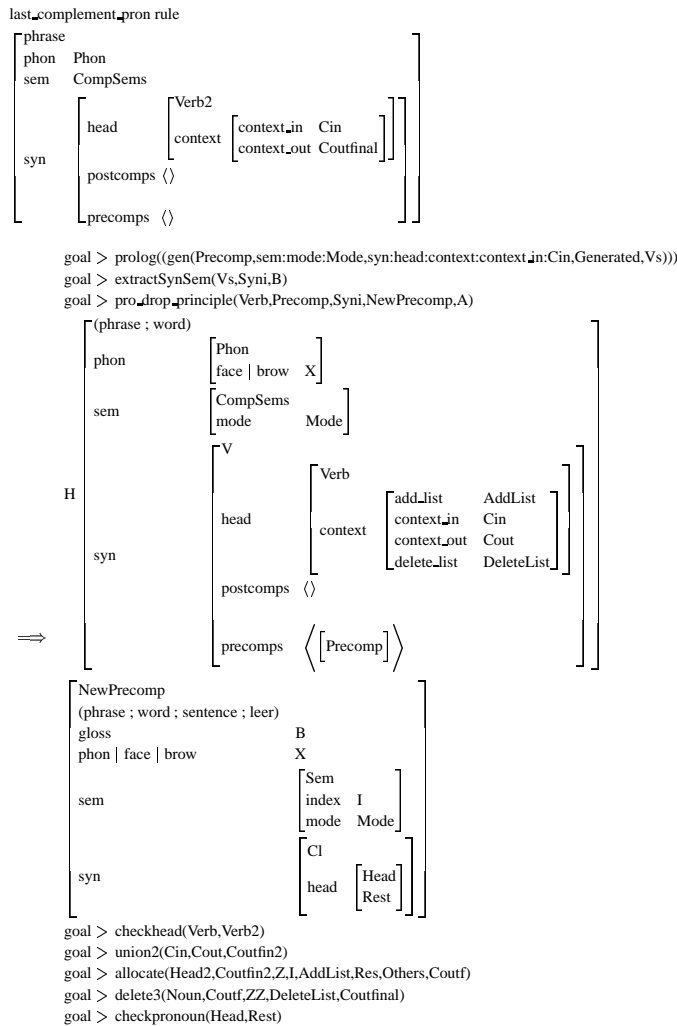 last_complement_pron rule
phrase
phon Phon
sem CompSems
Verb2
head context_in Cin
context
context_out Coutfinal
syn
postcomps ⟨⟩
precomps ⟨⟩
goal > prolog((gen(Precomp,sem:mode:Mode,syn:head:context:context_in:Cin,Generated,Vs)))
goal > extractSynSem(Vs,Syni,B)
goal > pro_drop_principle(Verb,Precomp,Syni,NewPrecomp,A)
(phrase ; word)
Phon
phon
face | brow X
CompSems
sem
mode Mode
V
Verb
H
add_list AddList
head context_in Cin
context
context_out Cout
syn
delete_list DeleteList
postcomps ⟨⟩
⟹
precomps ⟨[Precomp]⟩
NewPrecomp
(phrase ; word ; sentence ; leer)
gloss B
phon | face | brow X
Sem
sem index I
mode Mode
Cl
syn Head
head
Rest
goal > checkhead(Verb,Verb2)
goal > union2(Cin,Cout,Coutfin2)
goal > allocate(Head2,Coutfin2,Z,I,AddList,Res,Others,Coutf)
goal > delete3(Noun,Coutf,ZZ,DeleteList,Coutfinal)
goal > checkpronoun(Head,Rest)